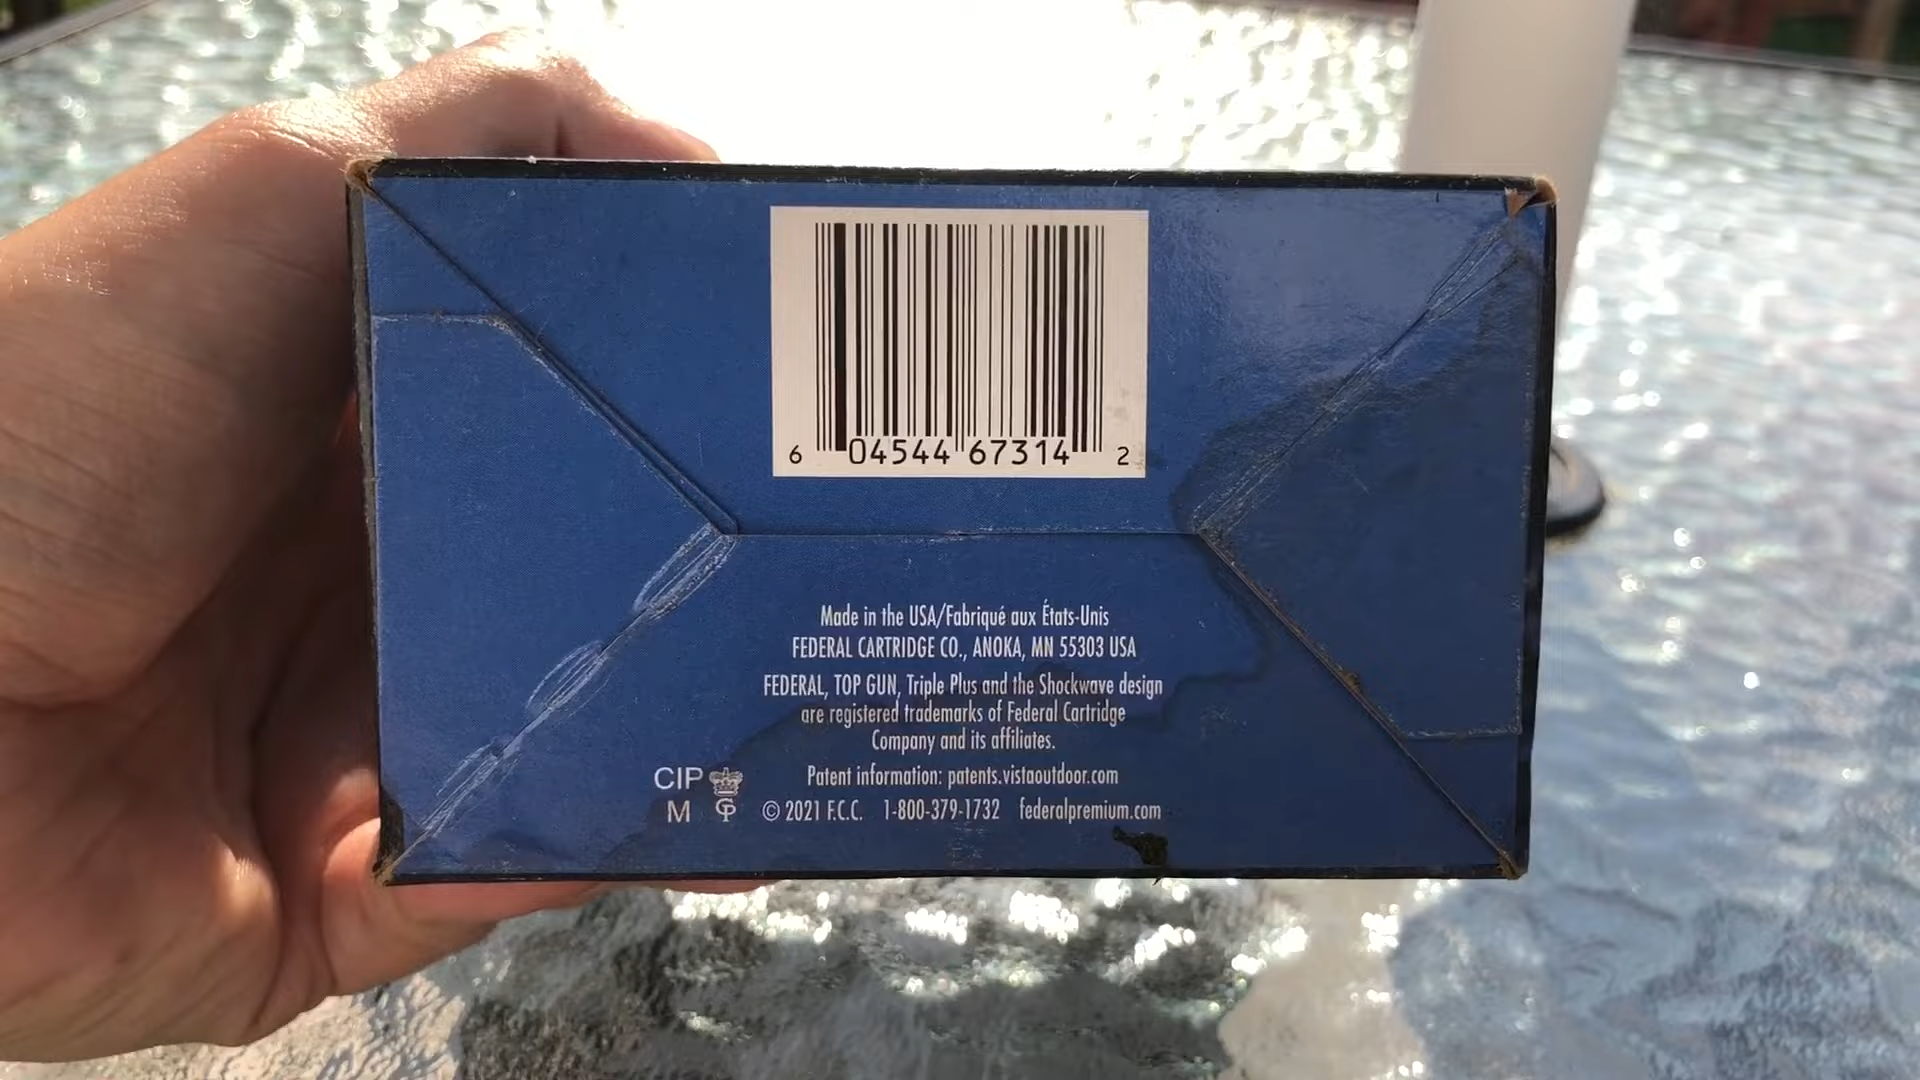 6 04544 67314 2
Made in the USA/Fabriqué aux États-Unis
FEDERAL CARTRIDGE CO., ANOKA, MN 55303 USA
FEDERAL, TOP GUN, Triple Plus and the Shockwave design
are registered trademarks of Federal Cartridge
Company and its affiliates.
CIP Patent information: patents.vistaoutdoor.com
M © 2021 F.C.C. 1-800-379-1732 federalpremium.com